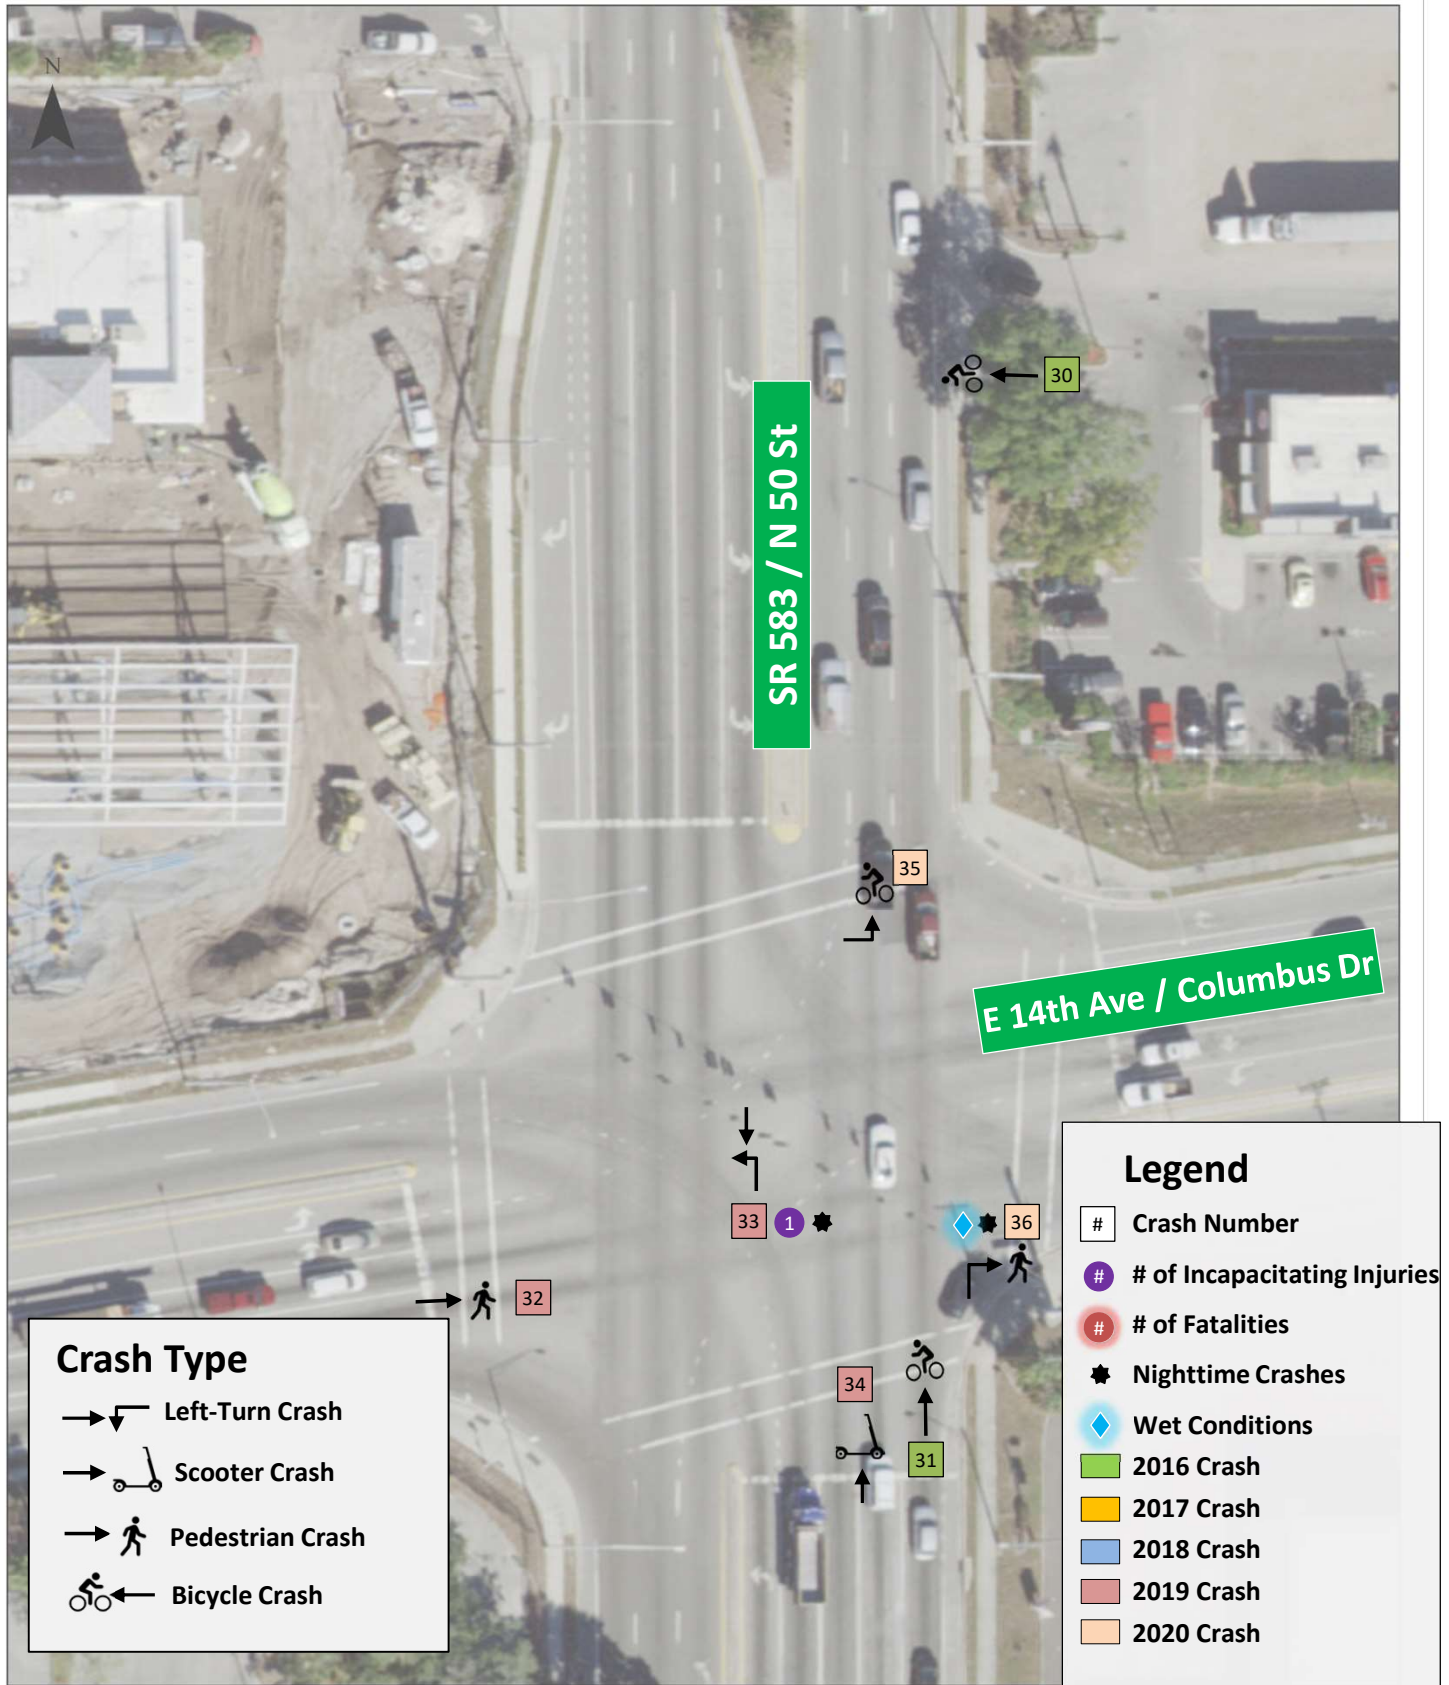 N
30
SR 583 / N 50 St
35
E 14th Ave / Columbus Dr
33
1
36
32
34
31
Crash Type
Left-Turn Crash
Scooter Crash
Pedestrian Crash
Bicycle Crash
Legend
# Crash Number
# # of Incapacitating Injuries
# # of Fatalities
Nighttime Crashes
Wet Conditions
2016 Crash
2017 Crash
2018 Crash
2019 Crash
2020 Crash